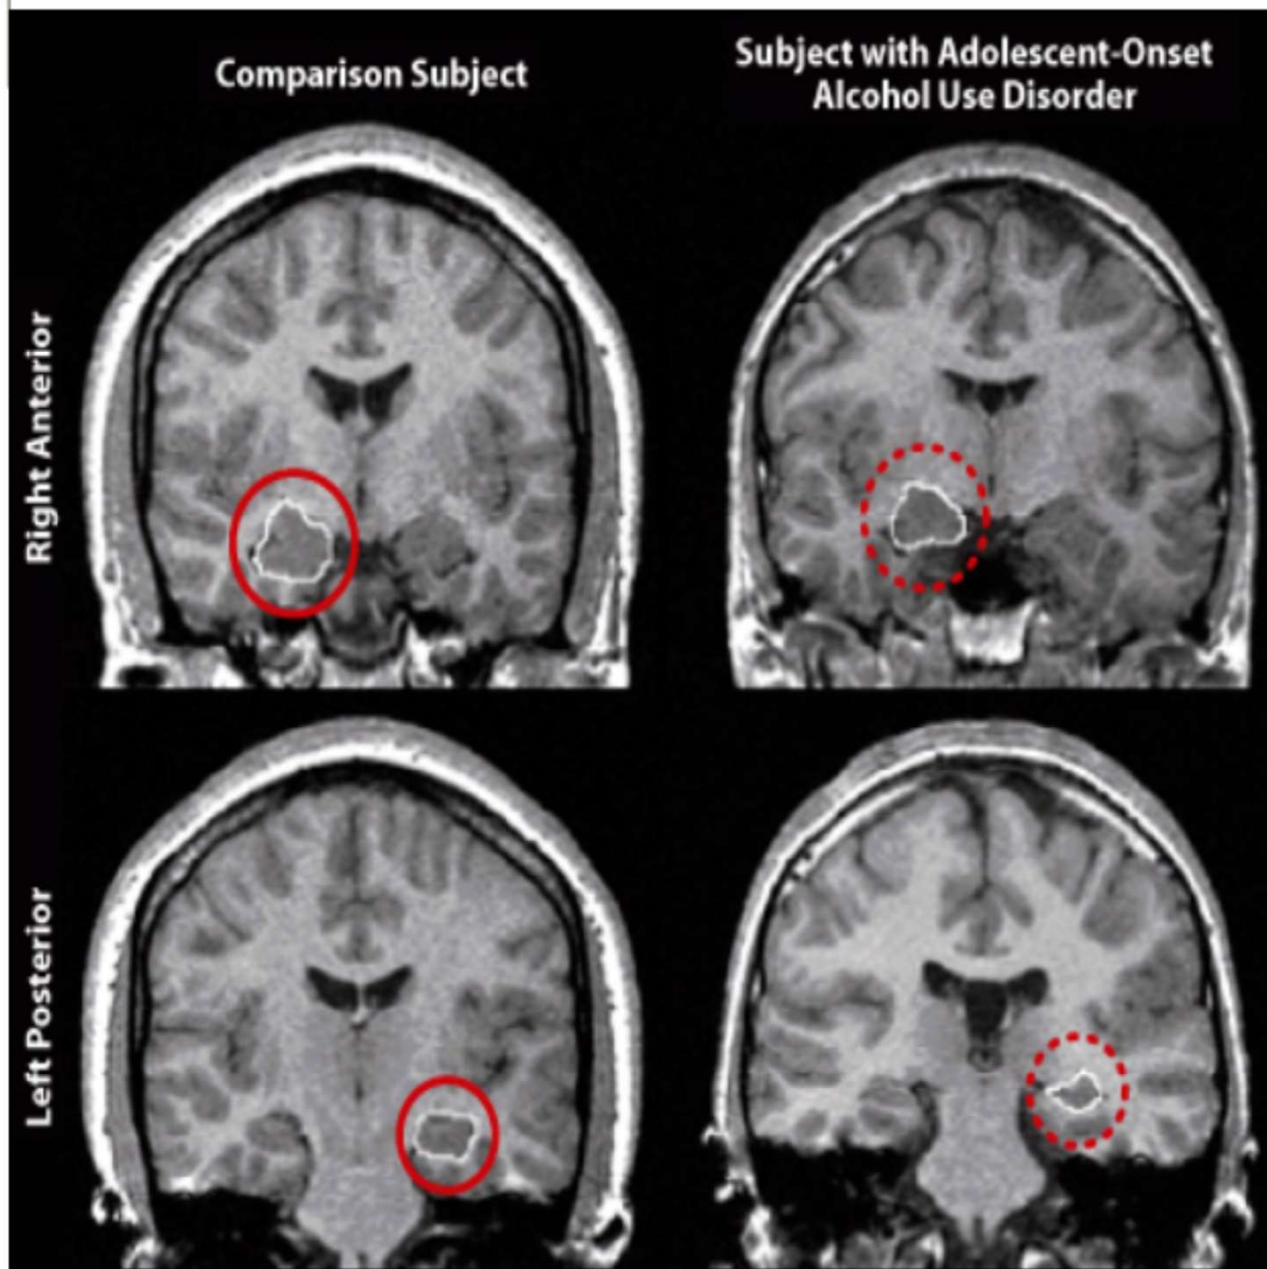 Comparison Subject
Subject with Adolescent-Onset
Alcohol Use Disorder
Right Anterior
Left Posterior